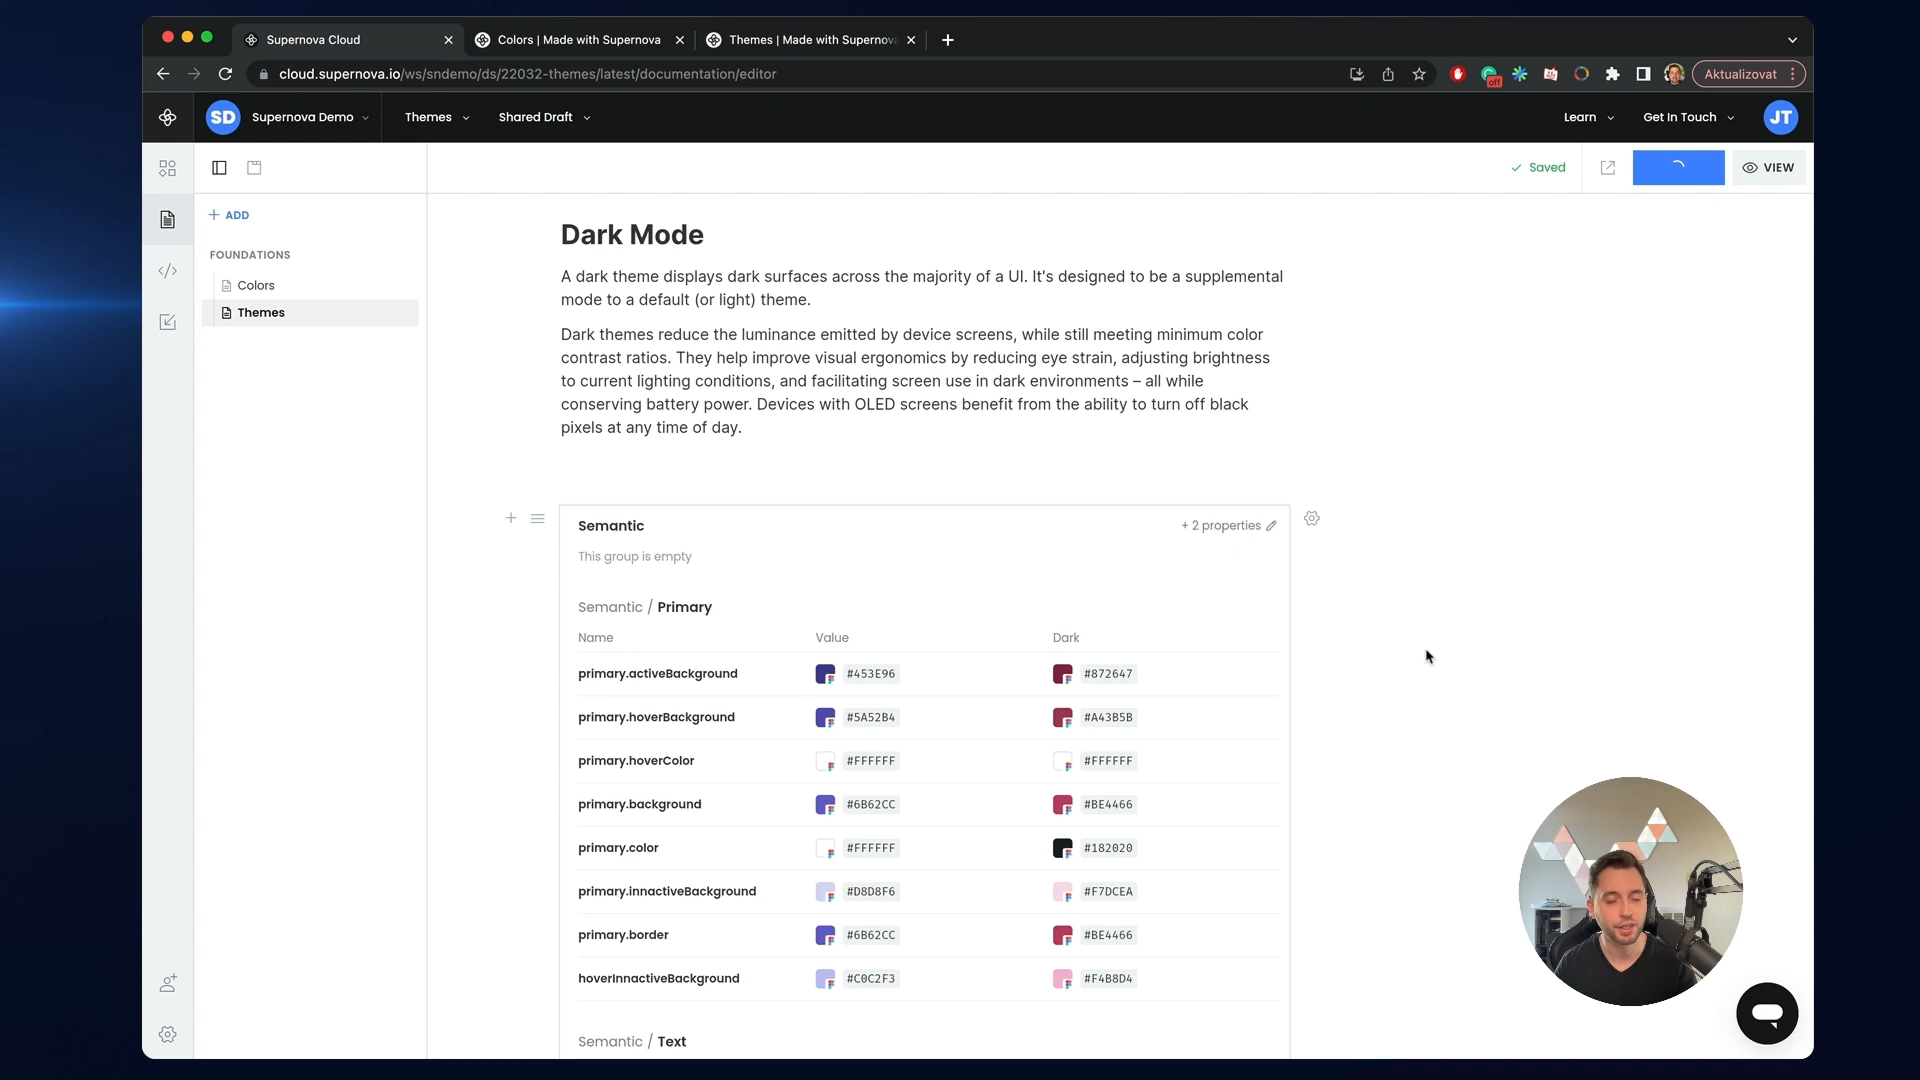 Supernova Cloud
Colors | Made with Supernova
Themes | Made with Supernova
cloud.supernova.io/ws/sndemo/ds/22032-themes/latest/documentation/editor
off
Aktualizovat
SD
Supernova Demo
Themes
Shared Draft
Learn
Get In Touch
JT
Saved
VIEW
ADD
FOUNDATIONS
Colors
Themes
Dark Mode
A dark theme displays dark surfaces across the majority of a UI. It's designed to be a supplemental
mode to a default (or light) theme.
Dark themes reduce the luminance emitted by device screens, while still meeting minimum color
contrast ratios. They help improve visual ergonomics by reducing eye strain, adjusting brightness
to current lighting conditions, and facilitating screen use in dark environments – all while
conserving battery power. Devices with OLED screens benefit from the ability to turn off black
pixels at any time of day.
Semantic
+ 2 properties
This group is empty
Semantic / Primary
Name Value Dark
primary.activeBackground #453E96 #872647
primary.hoverBackground #5A52B4 #A43B5B
primary.hoverColor #FFFFFF #FFFFFF
primary.background #6B62CC #BE4466
primary.color #FFFFFF #182020
primary.innactiveBackground #D8D8F6 #F7DCEA
primary.border #6B62CC #BE4466
hoverInnactiveBackground #C0C2F3 #F4B8D4
Semantic / Text